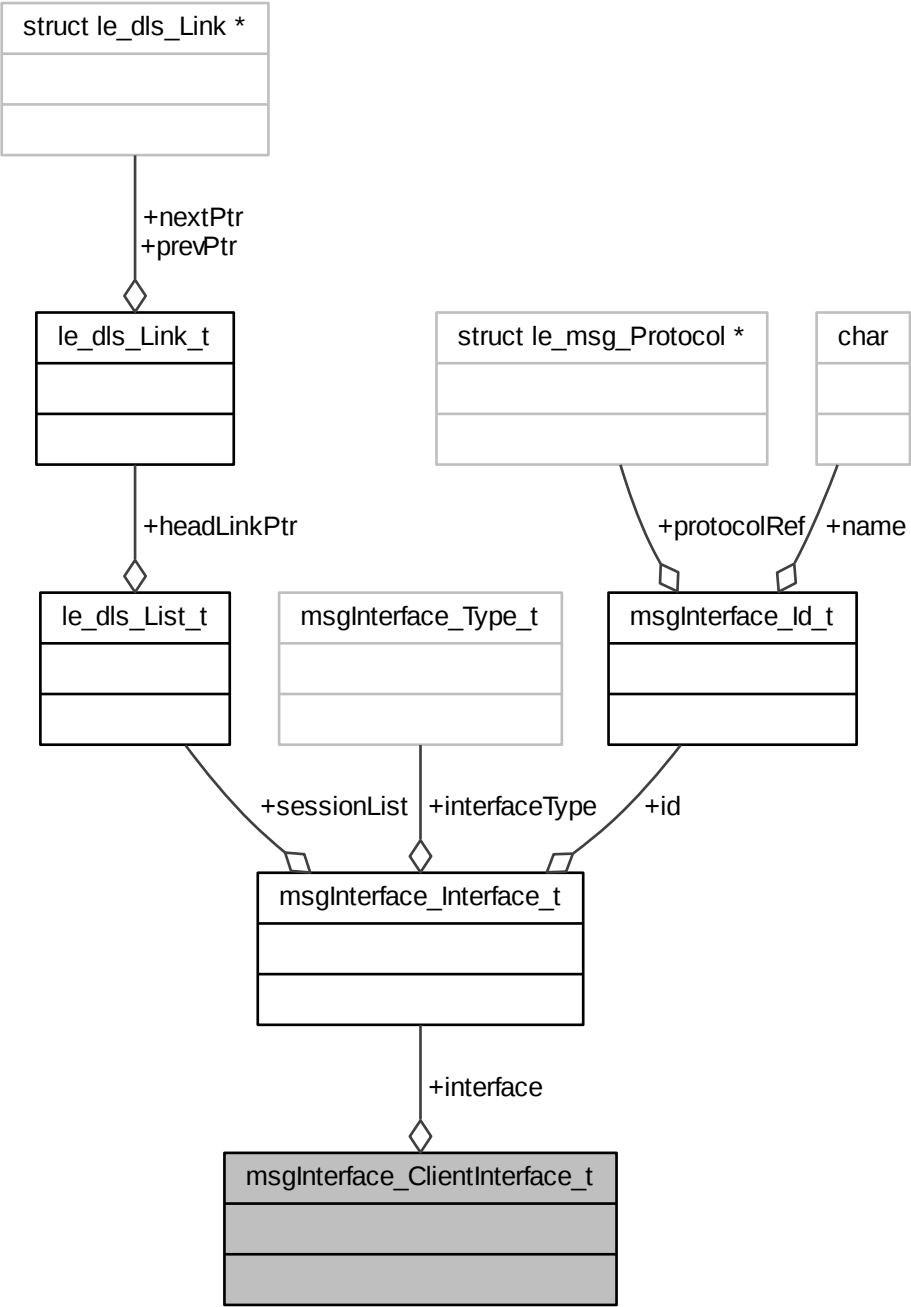 struct le_dls_Link *
+nextPtr
+prevPtr
le_dls_Link_t
struct le_msg_Protocol *
char
+headLinkPtr
+protocolRef
+name
le_dls_List_t
msgInterface_Type_t
msgInterface_Id_t
+sessionList
+interfaceType
+id
msgInterface_Interface_t
+interface
msgInterface_ClientInterface_t